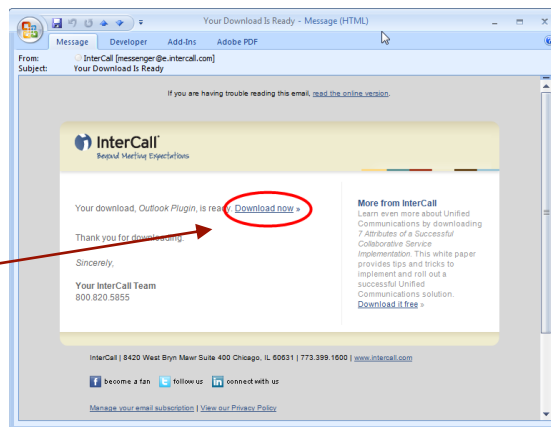 Your Download Is Ready - Message (HTML)
Message Developer Add-Ins Adobe PDF
From: InterCall [messenger@e.intercall.com]
Subject: Your Download Is Ready
If you are having trouble reading this email, read the online version.
InterCall
Beyond Meeting Expectations
Your download, Outlook Plugin, is ready. Download now »
Thank you for downloading.
Sincerely,
Your InterCall Team
800.820.5855
More from InterCall
Learn even more about Unified
Communications by downloading
7 Attributes of a Successful
Collaborative Service
Implementation. This white paper
provides tips and tricks to
implement and roll out a
successful Unified
Communications solution.
Download it free »
InterCall | 8420 West Bryn Mawr Suite 400 Chicago, IL 60631 | 773.399.1600 | www.intercall.com
become a fan follow us connect with us
Manage your email subscription | View our Privacy Policy